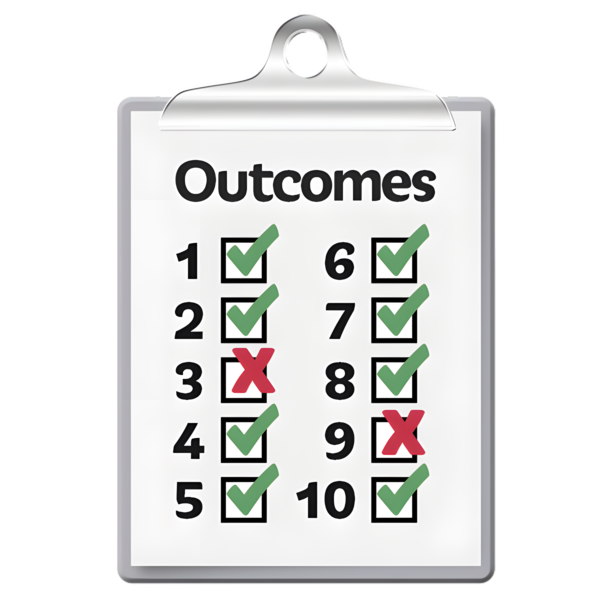 Outcomes
1 ✓ 6 ✓
2 ✓ 7 ✓
3 X 8 ✓
4 ✓ 9 X
5 ✓ 10 ✓